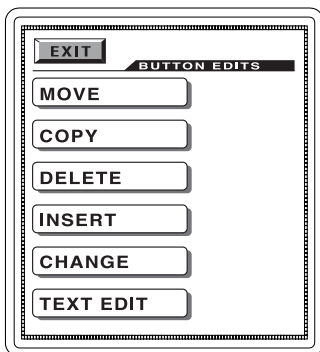 EXIT
BUTTON EDITS
MOVE
COPY
DELETE
INSERT
CHANGE
TEXT EDIT